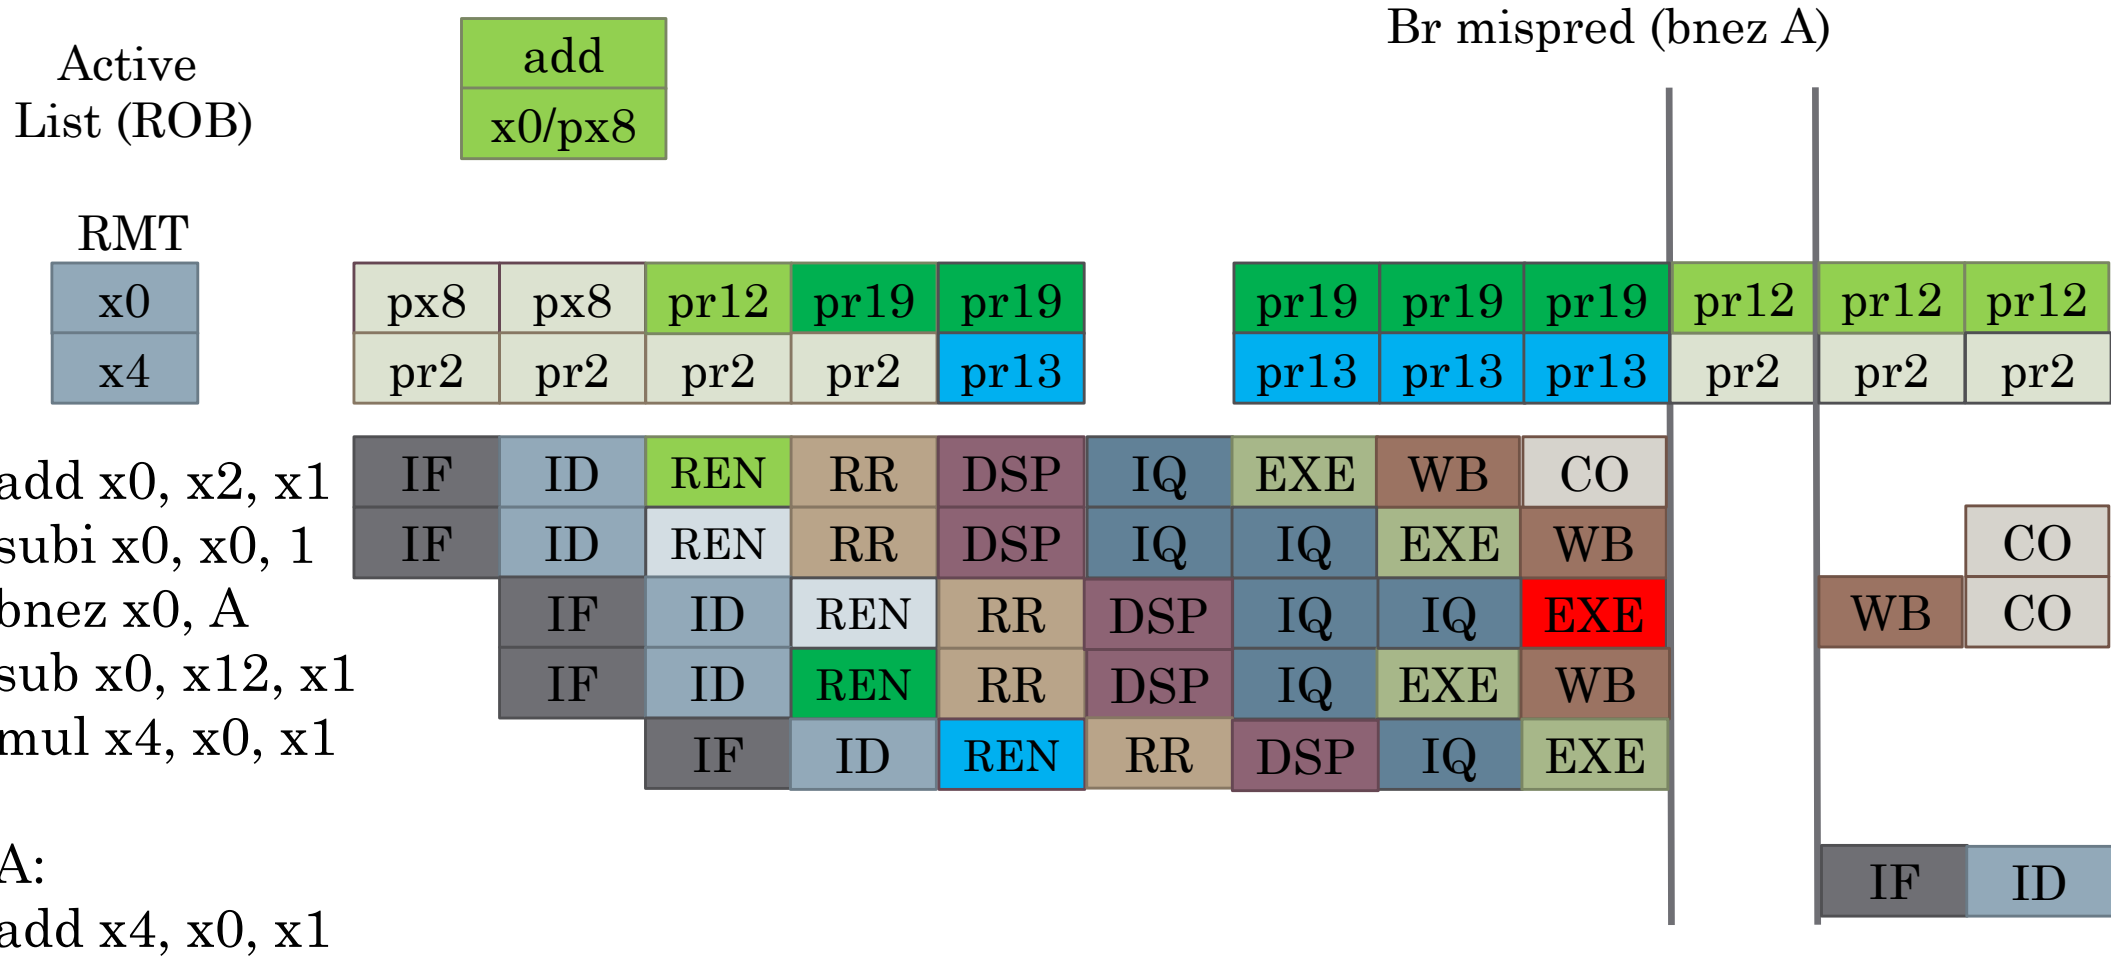 Br mispred (bnez A)
Active
List (ROB)
add
x0/px8
RMT
x0 px8 px8 pr12 pr19 pr19 pr19 pr19 pr19 pr12 pr12 pr12
x4 pr2 pr2 pr2 pr2 pr13 pr13 pr13 pr13 pr2 pr2 pr2
add x0, x2, x1 IF ID REN RR DSP IQ EXE WB CO
subi x0, x0, 1 IF ID REN RR DSP IQ IQ EXE WB CO
bnez x0, A IF ID REN RR DSP IQ IQ EXE WB CO
sub x0, x12, x1 IF ID REN RR DSP IQ EXE WB
mul x4, x0, x1 IF ID REN RR DSP IQ EXE
A:
IF ID
add x4, x0, x1